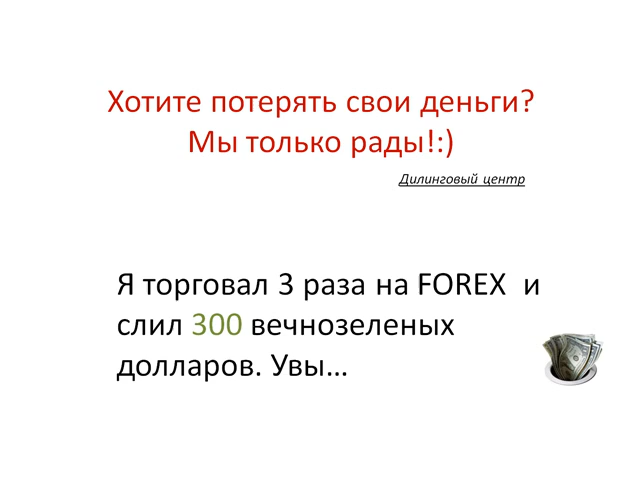 Хотите потерять свои деньги?
Мы только рады!:)
Дилинговый центр
Я торговал 3 раза на FOREX и
слил 300 вечнозеленых
долларов. Увы…